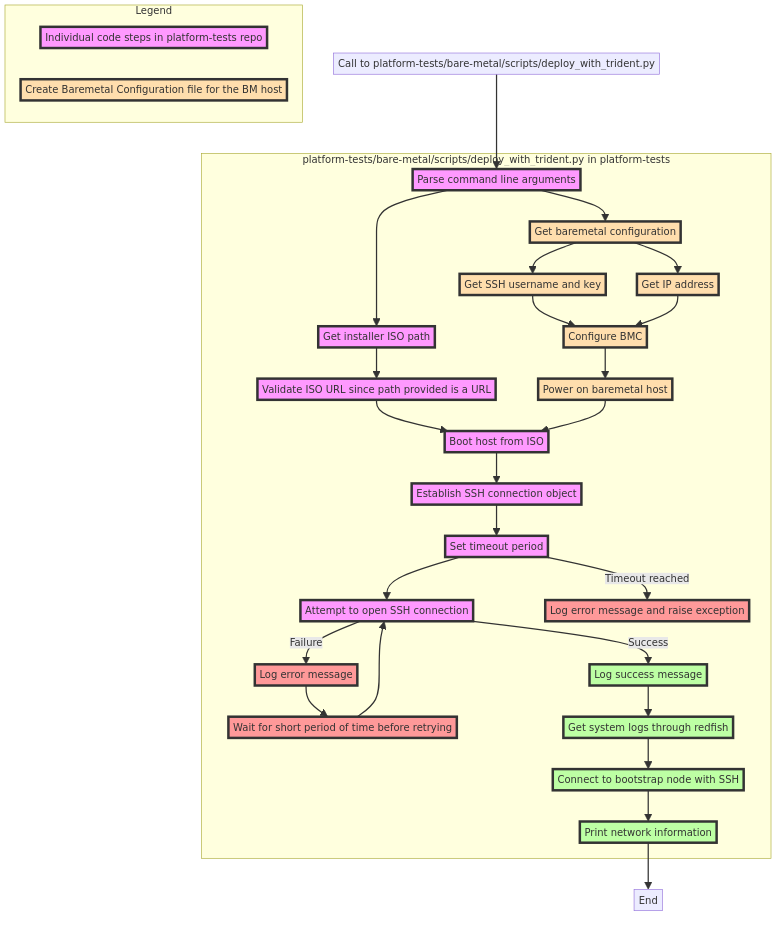 Legend
Individual code steps in platform-tests repo
Create Baremetal Configuration file for the BM host
Call to platform-tests/bare-metal/scripts/deploy_with_trident.py
platform-tests/bare-metal/scripts/deploy_with_trident.py in platform-tests
Parse command line arguments
Get baremetal configuration
Get SSH username and key
Get IP address
Get installer ISO path
Configure BMC
Validate ISO URL since path provided is a URL
Power on baremetal host
Boot host from ISO
Establish SSH connection object
Set timeout period
Timeout reached
Attempt to open SSH connection
Log error message and raise exception
Failure
Success
Log error message
Log success message
Wait for short period of time before retrying
Get system logs through redfish
Connect to bootstrap node with SSH
Print network information
End